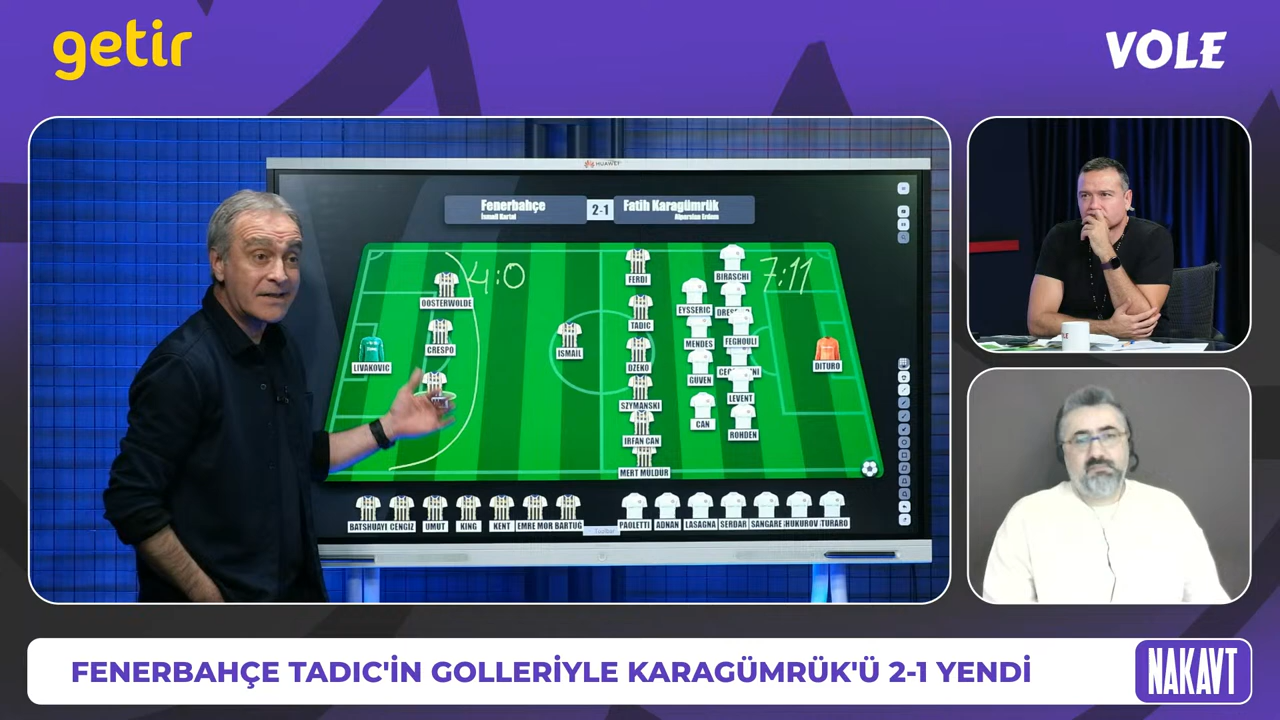 getir
VOLE
HUAWEI
Fenerbahçe
İsmail Kartal
2-1
Fatih Karagümrük
Alparslan Erdem
4:0
7:11
OOSTERWOLDE
CRESPO
LIVAKOVIC
ISMAIL
FERDI
TADIC
DZEKO
SZYMANSKI
IRFAN CAN
MERT MULDUR
BIRASCHI
EYSSERIC
MENDES
FEGHOULI
GUVEN
LEVENT
CAN
ROHDEN
DITURO
BATSHUAYI CENGIZ UMUT KING KENT EMRE MOR BARTUG
PAOLETTI ADNAN LASAGNA SERDAR SANGARE
FENERBAHÇE TADIC'İN GOLLERİYLE KARAGÜMRÜK'Ü 2-1 YENDİ
NAKAVT